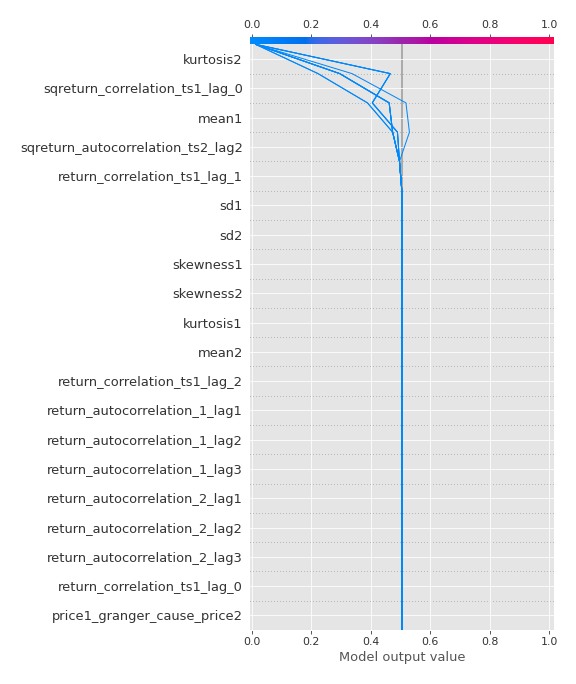 0.0 0.2 0.4 0.6 0.8 1.0
kurtosis2
sqreturn_correlation_ts1_lag_0
mean1
sqreturn_autocorrelation_ts2_lag2
return_correlation_ts1_lag_1
sd1
sd2
skewness1
skewness2
kurtosis1
mean2
return_correlation_ts1_lag_2
return_autocorrelation_1_lag1
return_autocorrelation_1_lag2
return_autocorrelation_1_lag3
return_autocorrelation_2_lag1
return_autocorrelation_2_lag2
return_autocorrelation_2_lag3
return_correlation_ts1_lag_0
price1_granger_cause_price2
0.0 0.2 0.4 0.6 0.8 1.0
Model output value